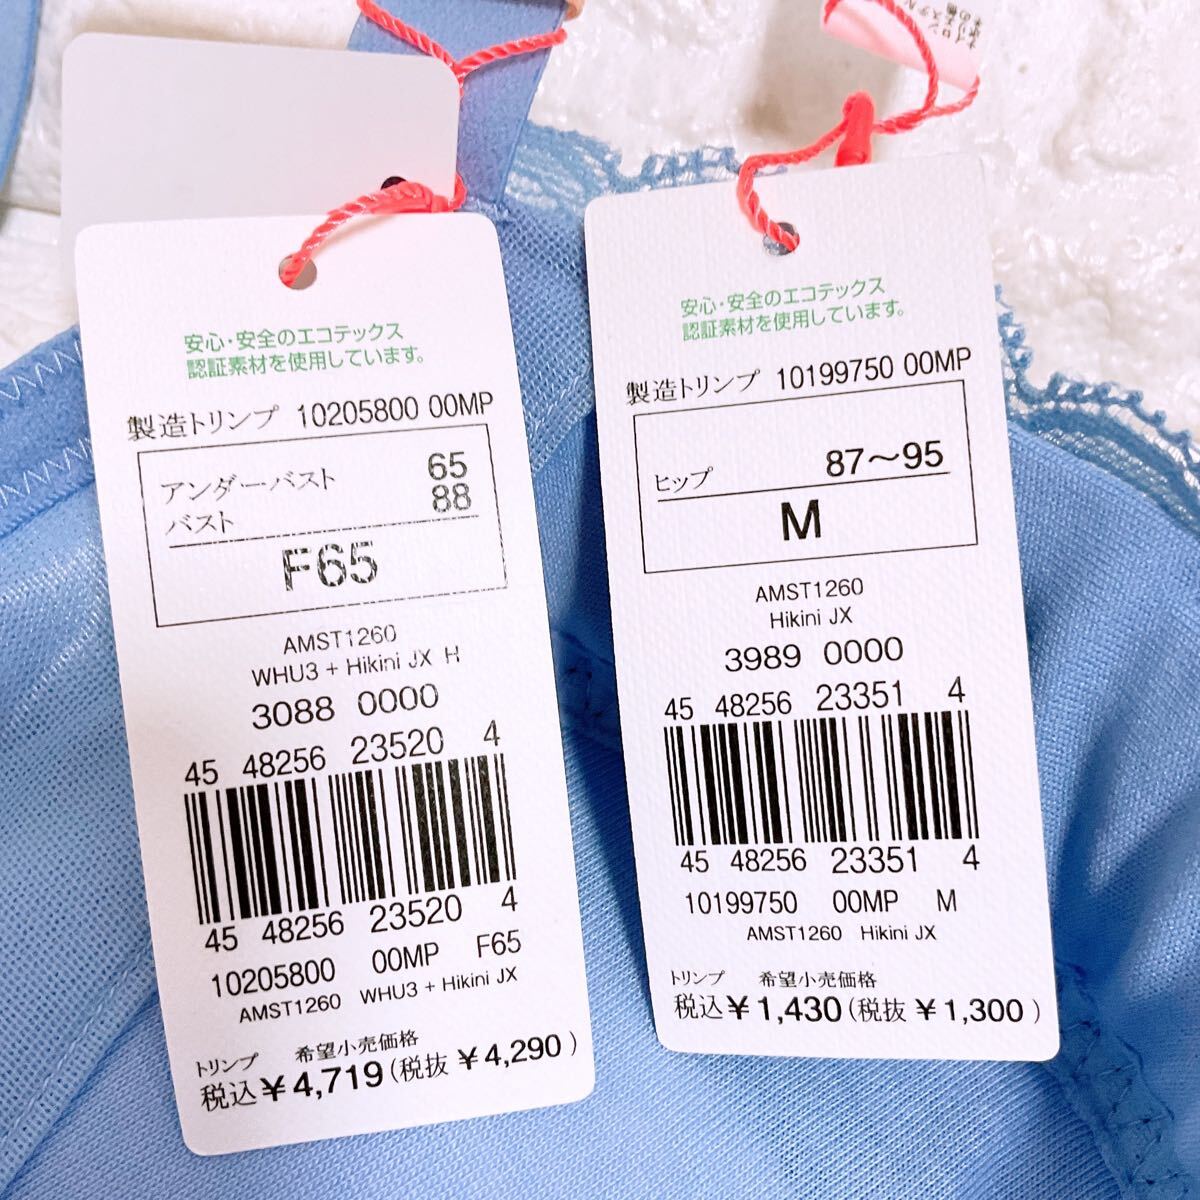 安心・安全のエコテックス
認証素材を使用しています。
製造トリンプ 10205800 00MP
アンダーバスト 65
バスト 88
F65
AMST1260
WHU3 + Hikini JX H
3088 0000
45 48256 23520 4
45 48256 23520 4
10205800 00MP F65
AMST1260 WHU3 + Hikini JX
トリンプ 希望小売価格
税込¥4,719(税抜 ¥4,290)
安心・安全のエコテックス
認証素材を使用しています。
製造トリンプ 10199750 00MP
ヒップ 87〜95
M
AMST1260
Hikini JX
3989 0000
45 48256 23351 4
45 48256 23351 4
10199750 00MP M
AMST1260 Hikini JX
トリンプ 希望小売価格
税込¥1,430(税抜 ¥1,300)